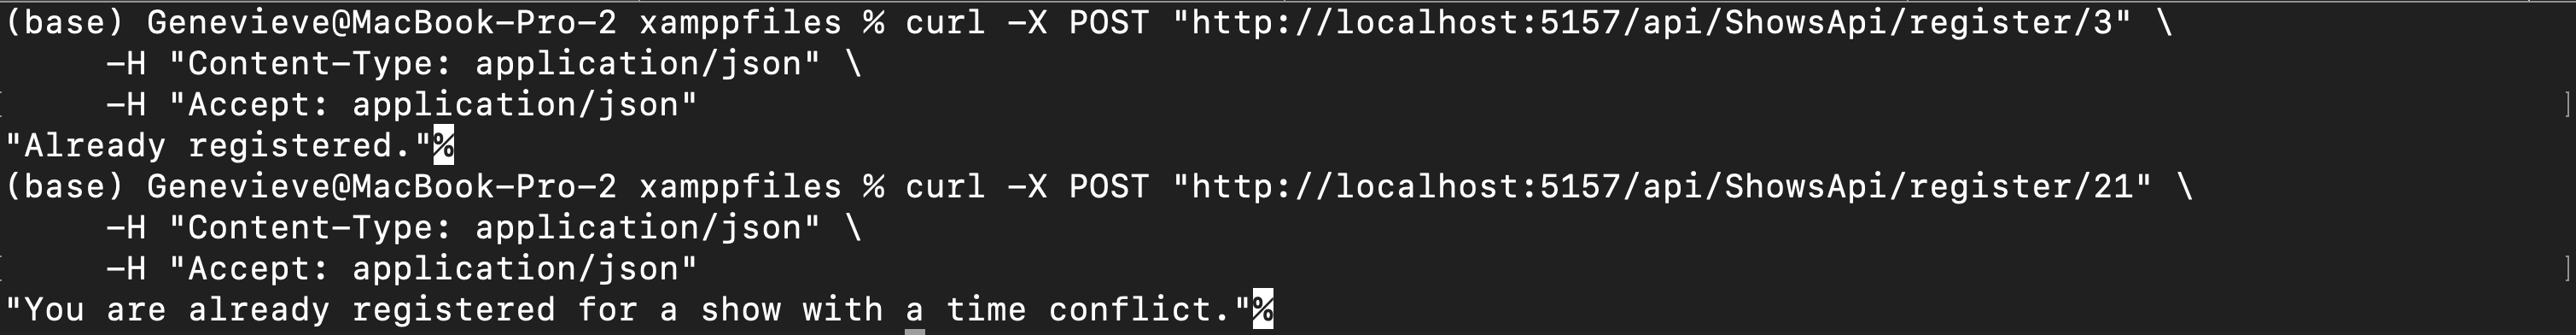 (base) Genevieve@MacBook-Pro-2 xamppfiles % curl -X POST "http://localhost:5157/api/ShowsApi/register/3" \
     -H "Content-Type: application/json" \
[     -H "Accept: application/json"                                                                                           ]
"Already registered."%
(base) Genevieve@MacBook-Pro-2 xamppfiles % curl -X POST "http://localhost:5157/api/ShowsApi/register/21" \
     -H "Content-Type: application/json" \
[     -H "Accept: application/json"                                                                                           ]
"You are already registered for a show with a time conflict."%